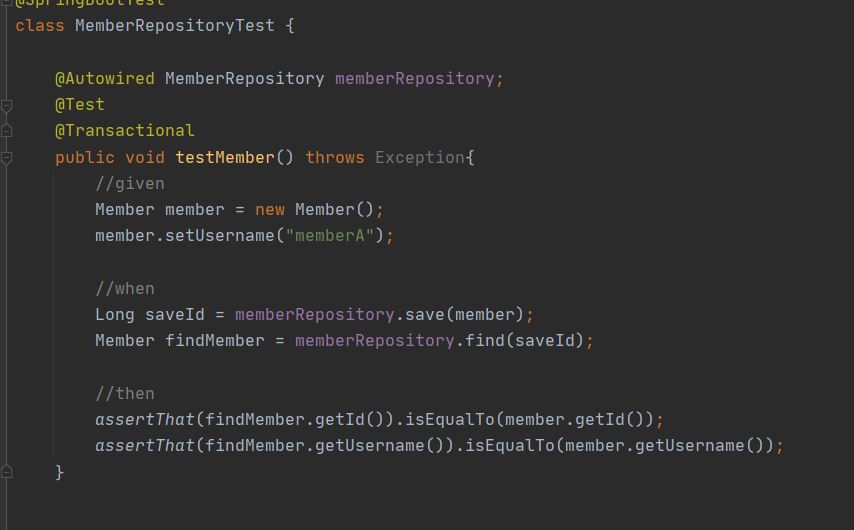 @SpringBootTest
class MemberRepositoryTest {
@Autowired MemberRepository memberRepository;
@Test
@Transactional
public void testMember() throws Exception{
//given
Member member = new Member();
member.setUsername("memberA");
//when
Long saveId = memberRepository.save(member);
Member findMember = memberRepository.find(saveId);
//then
assertThat(findMember.getId()).isEqualTo(member.getId());
assertThat(findMember.getUsername()).isEqualTo(member.getUsername());
}